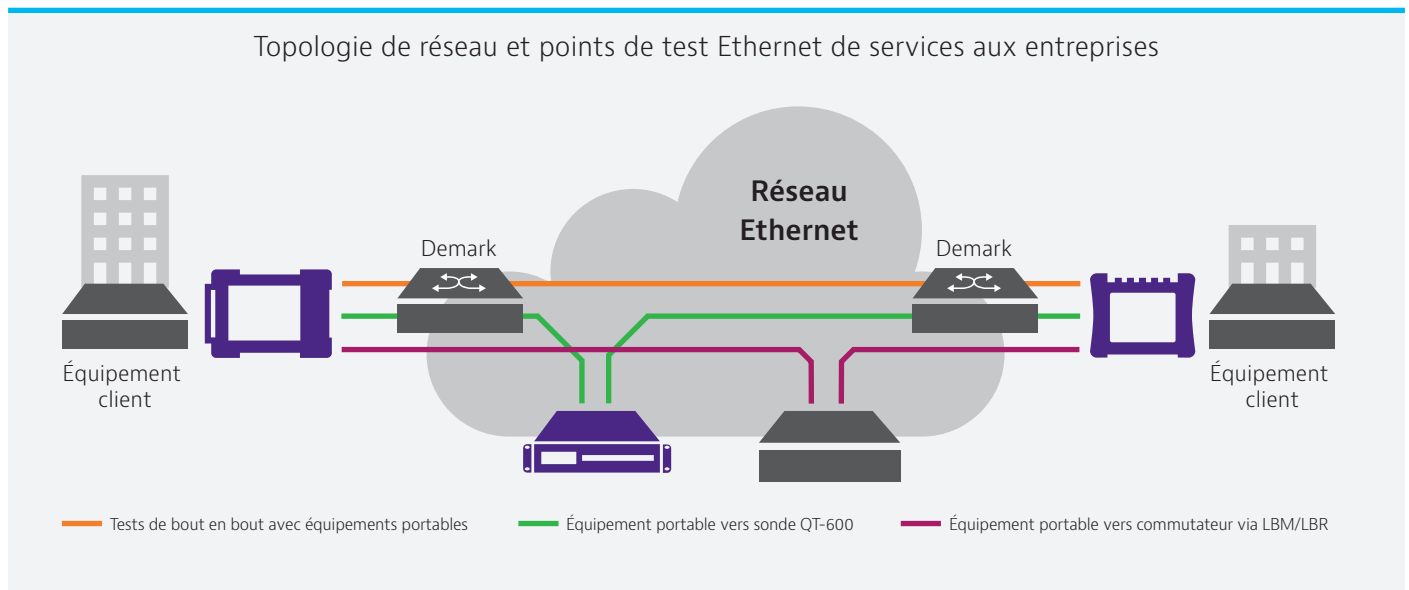 Topologie de réseau et points de test Ethernet de services aux entreprises
Réseau
Ethernet
Demark
Demark
Équipement
client
Équipement
client
Tests de bout en bout avec équipements portables
Équipement portable vers sonde QT-600
Équipement portable vers commutateur via LBM/LBR